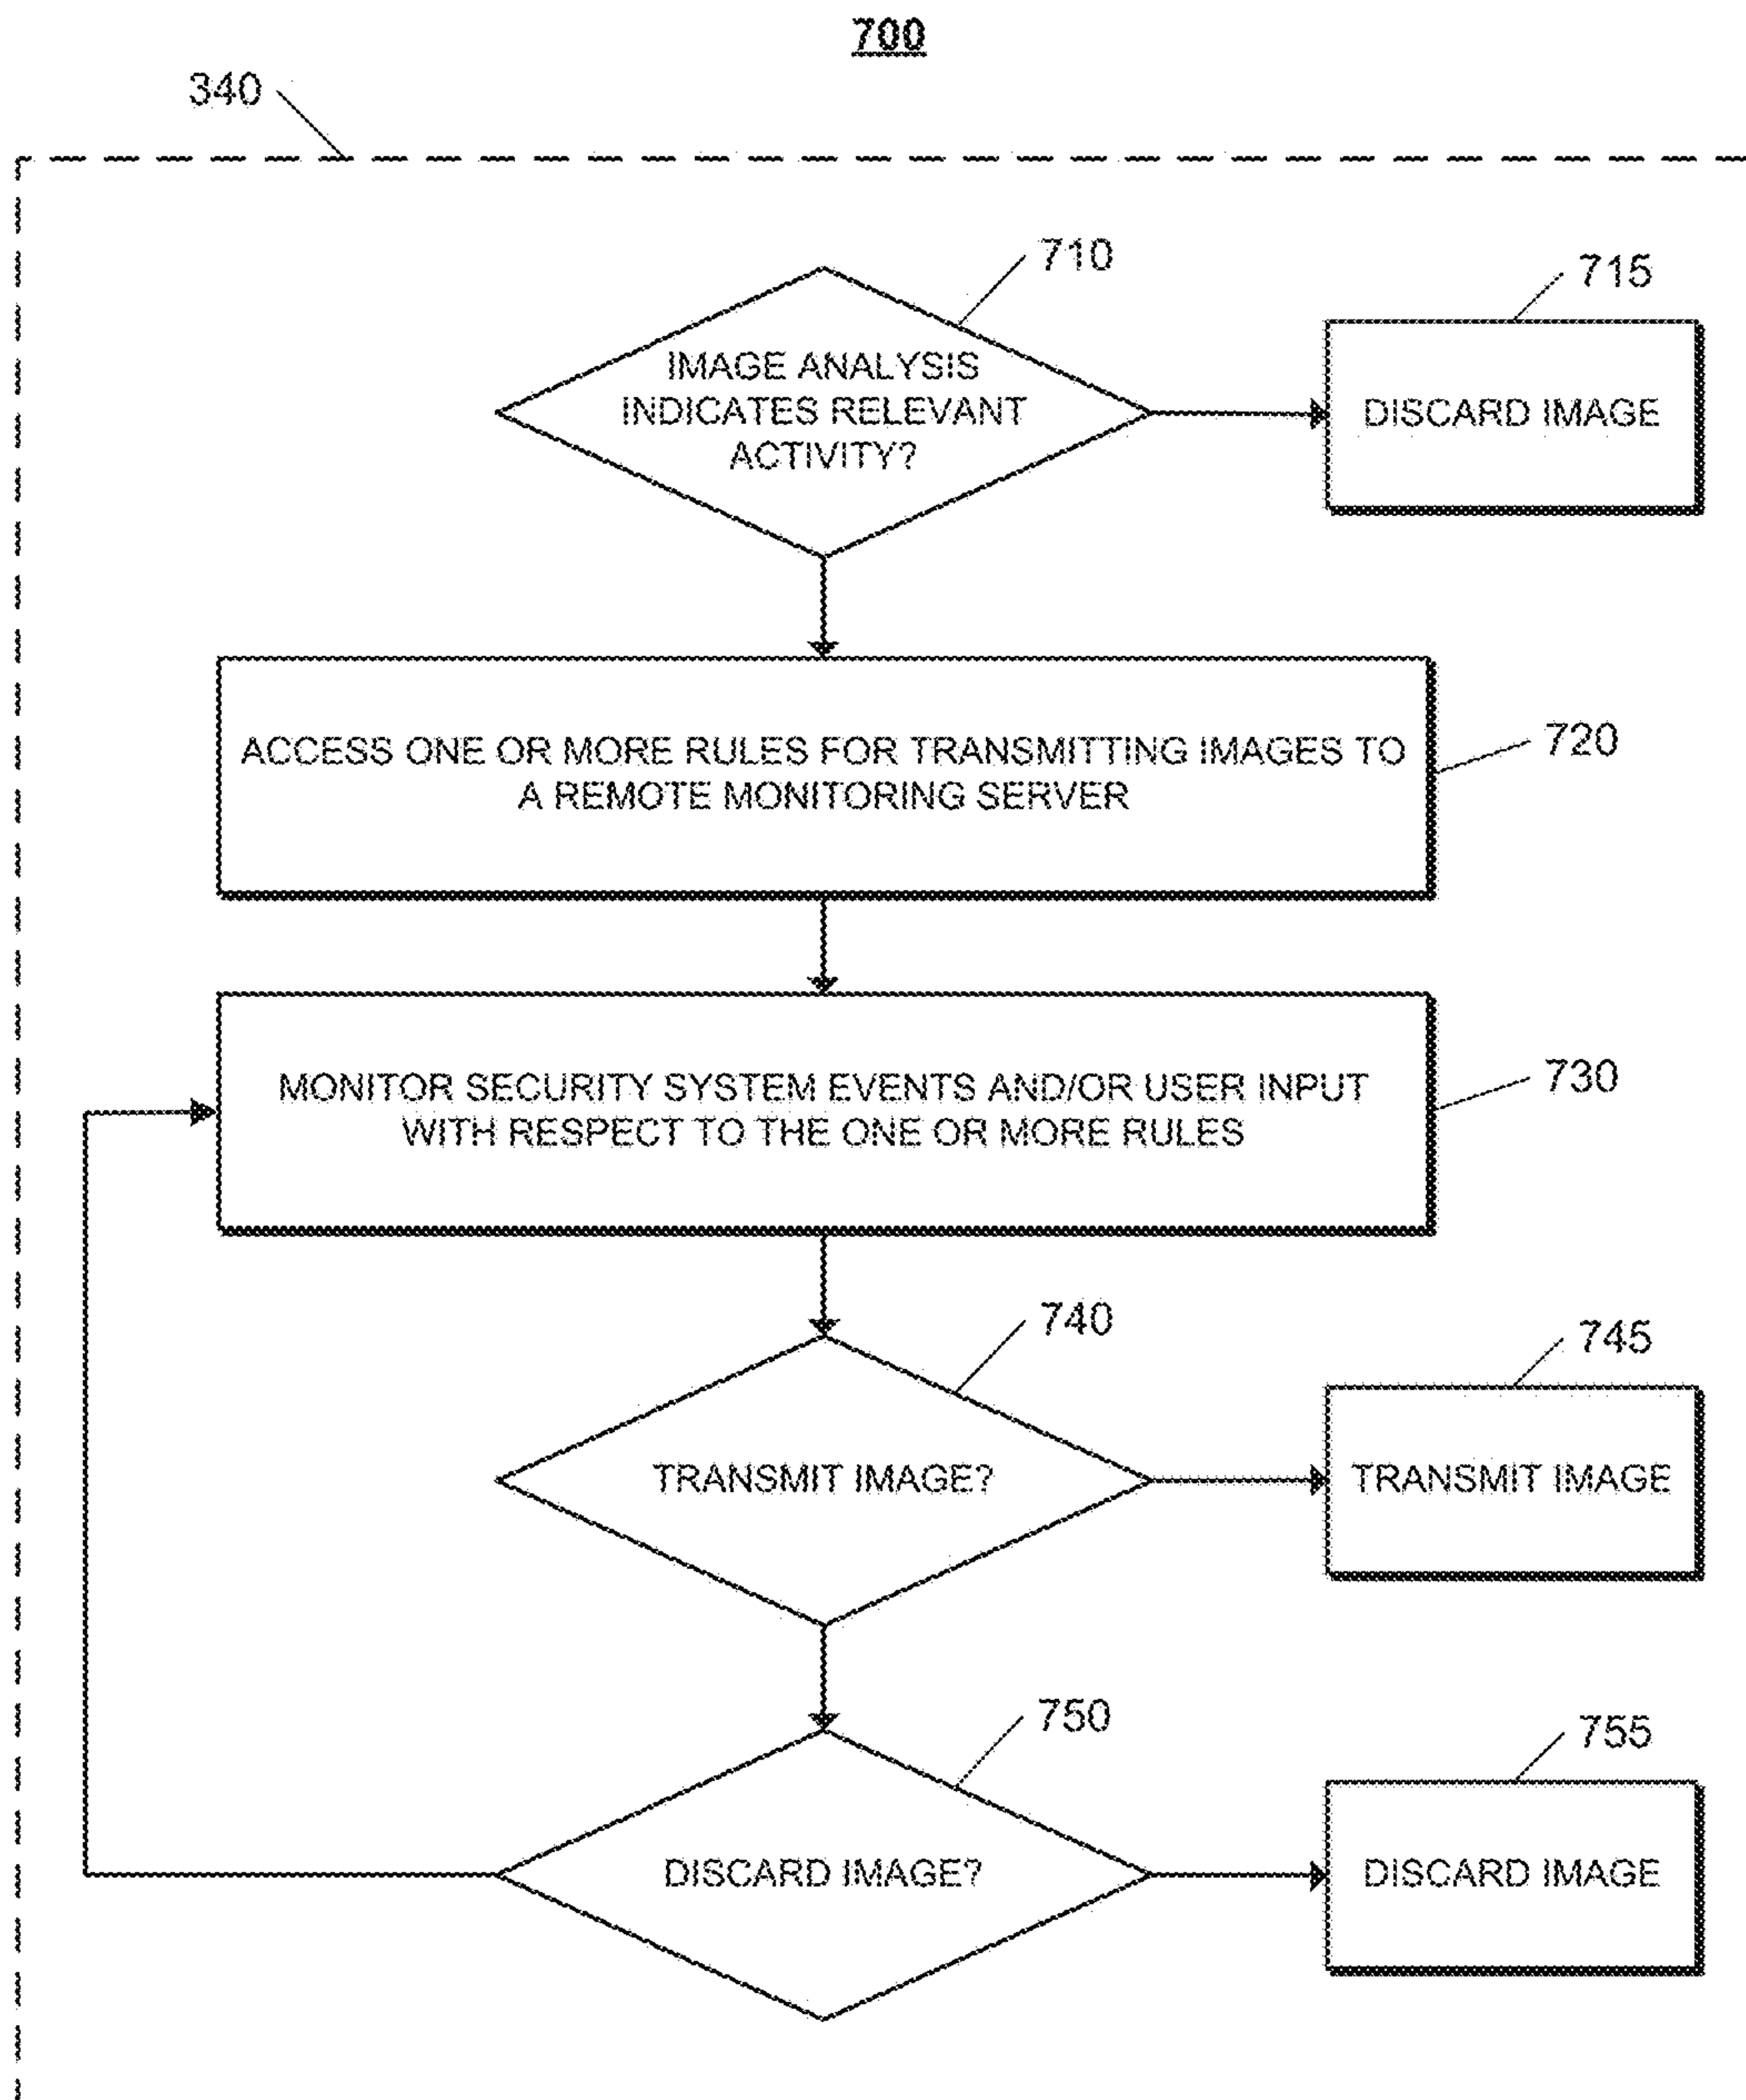 700
340
710
715
IMAGE ANALYSIS
INDICATES RELEVANT
ACTIVITY?
DISCARD IMAGE
720
ACCESS ONE OR MORE RULES FOR TRANSMITTING IMAGES TO
A REMOTE MONITORING SERVER
730
MONITOR SECURITY SYSTEM EVENTS AND/OR USER INPUT
WITH RESPECT TO THE ONE OR MORE RULES
740
745
TRANSMIT IMAGE?
TRANSMIT IMAGE
750
755
DISCARD IMAGE?
DISCARD IMAGE